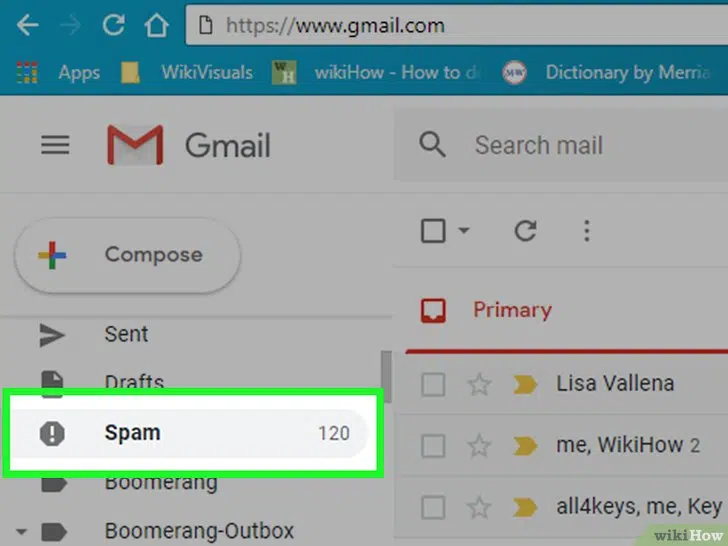 https://www.gmail.com
Apps WikiVisuals wikiHow - How to d MW Dictionary by Merria
Gmail
Search mail
Compose
Primary
Sent
Drafts
Lisa Vallena
Spam 120
me, WikiHow 2
Boomerang
all4keys, me, Key
Boomerang-Outbox
wikiHow